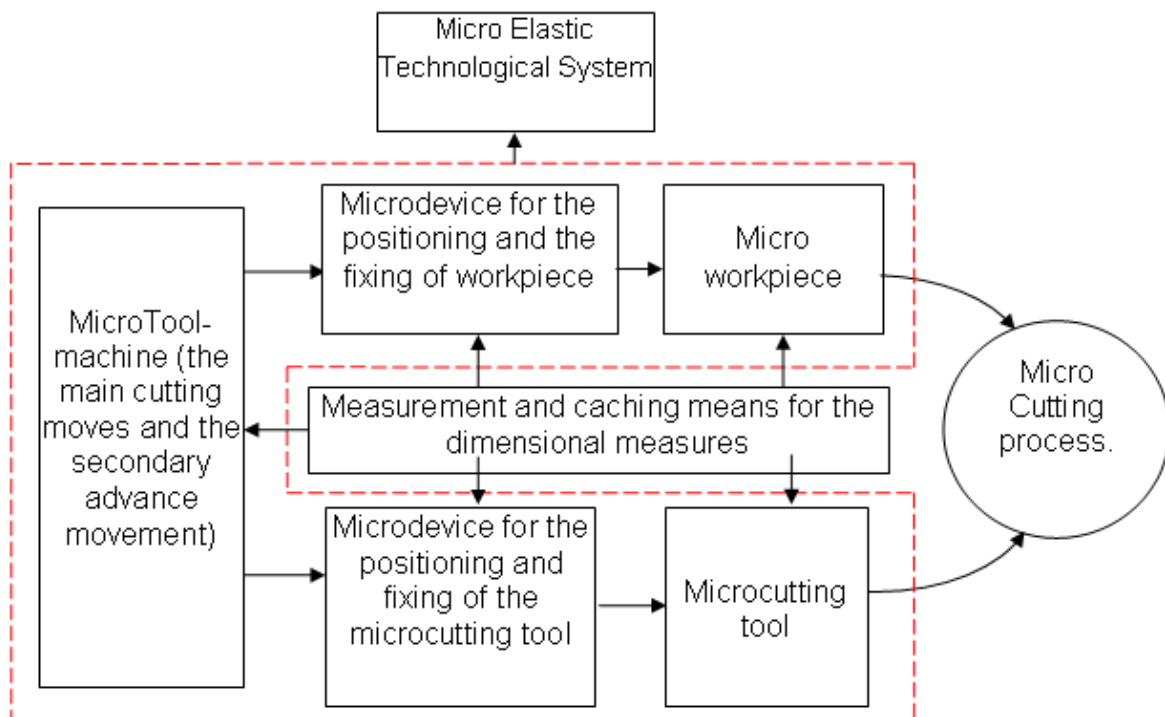 Micro Elastic
Technological System
Microdevice for the
positioning and the
fixing of workpiece
Micro
workpiece
MicroTool-
machine (the
main cutting
moves and the
secondary
advance
movement)
Measurement and caching means for the
dimensional measures
Micro
Cutting
process.
Microdevice for the
positioning and
fixing of the
microcutting tool
Microcutting
tool